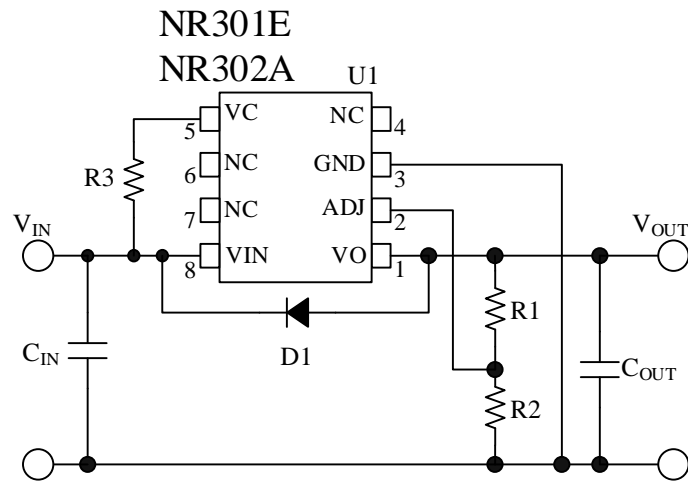 NR301E
NR302A
U1
VC NC
5 4
NC GND
6 3
R3
NC ADJ
7 2
VIN VOUT
VIN VO
8 1
R1
D1
CIN
COUT
R2